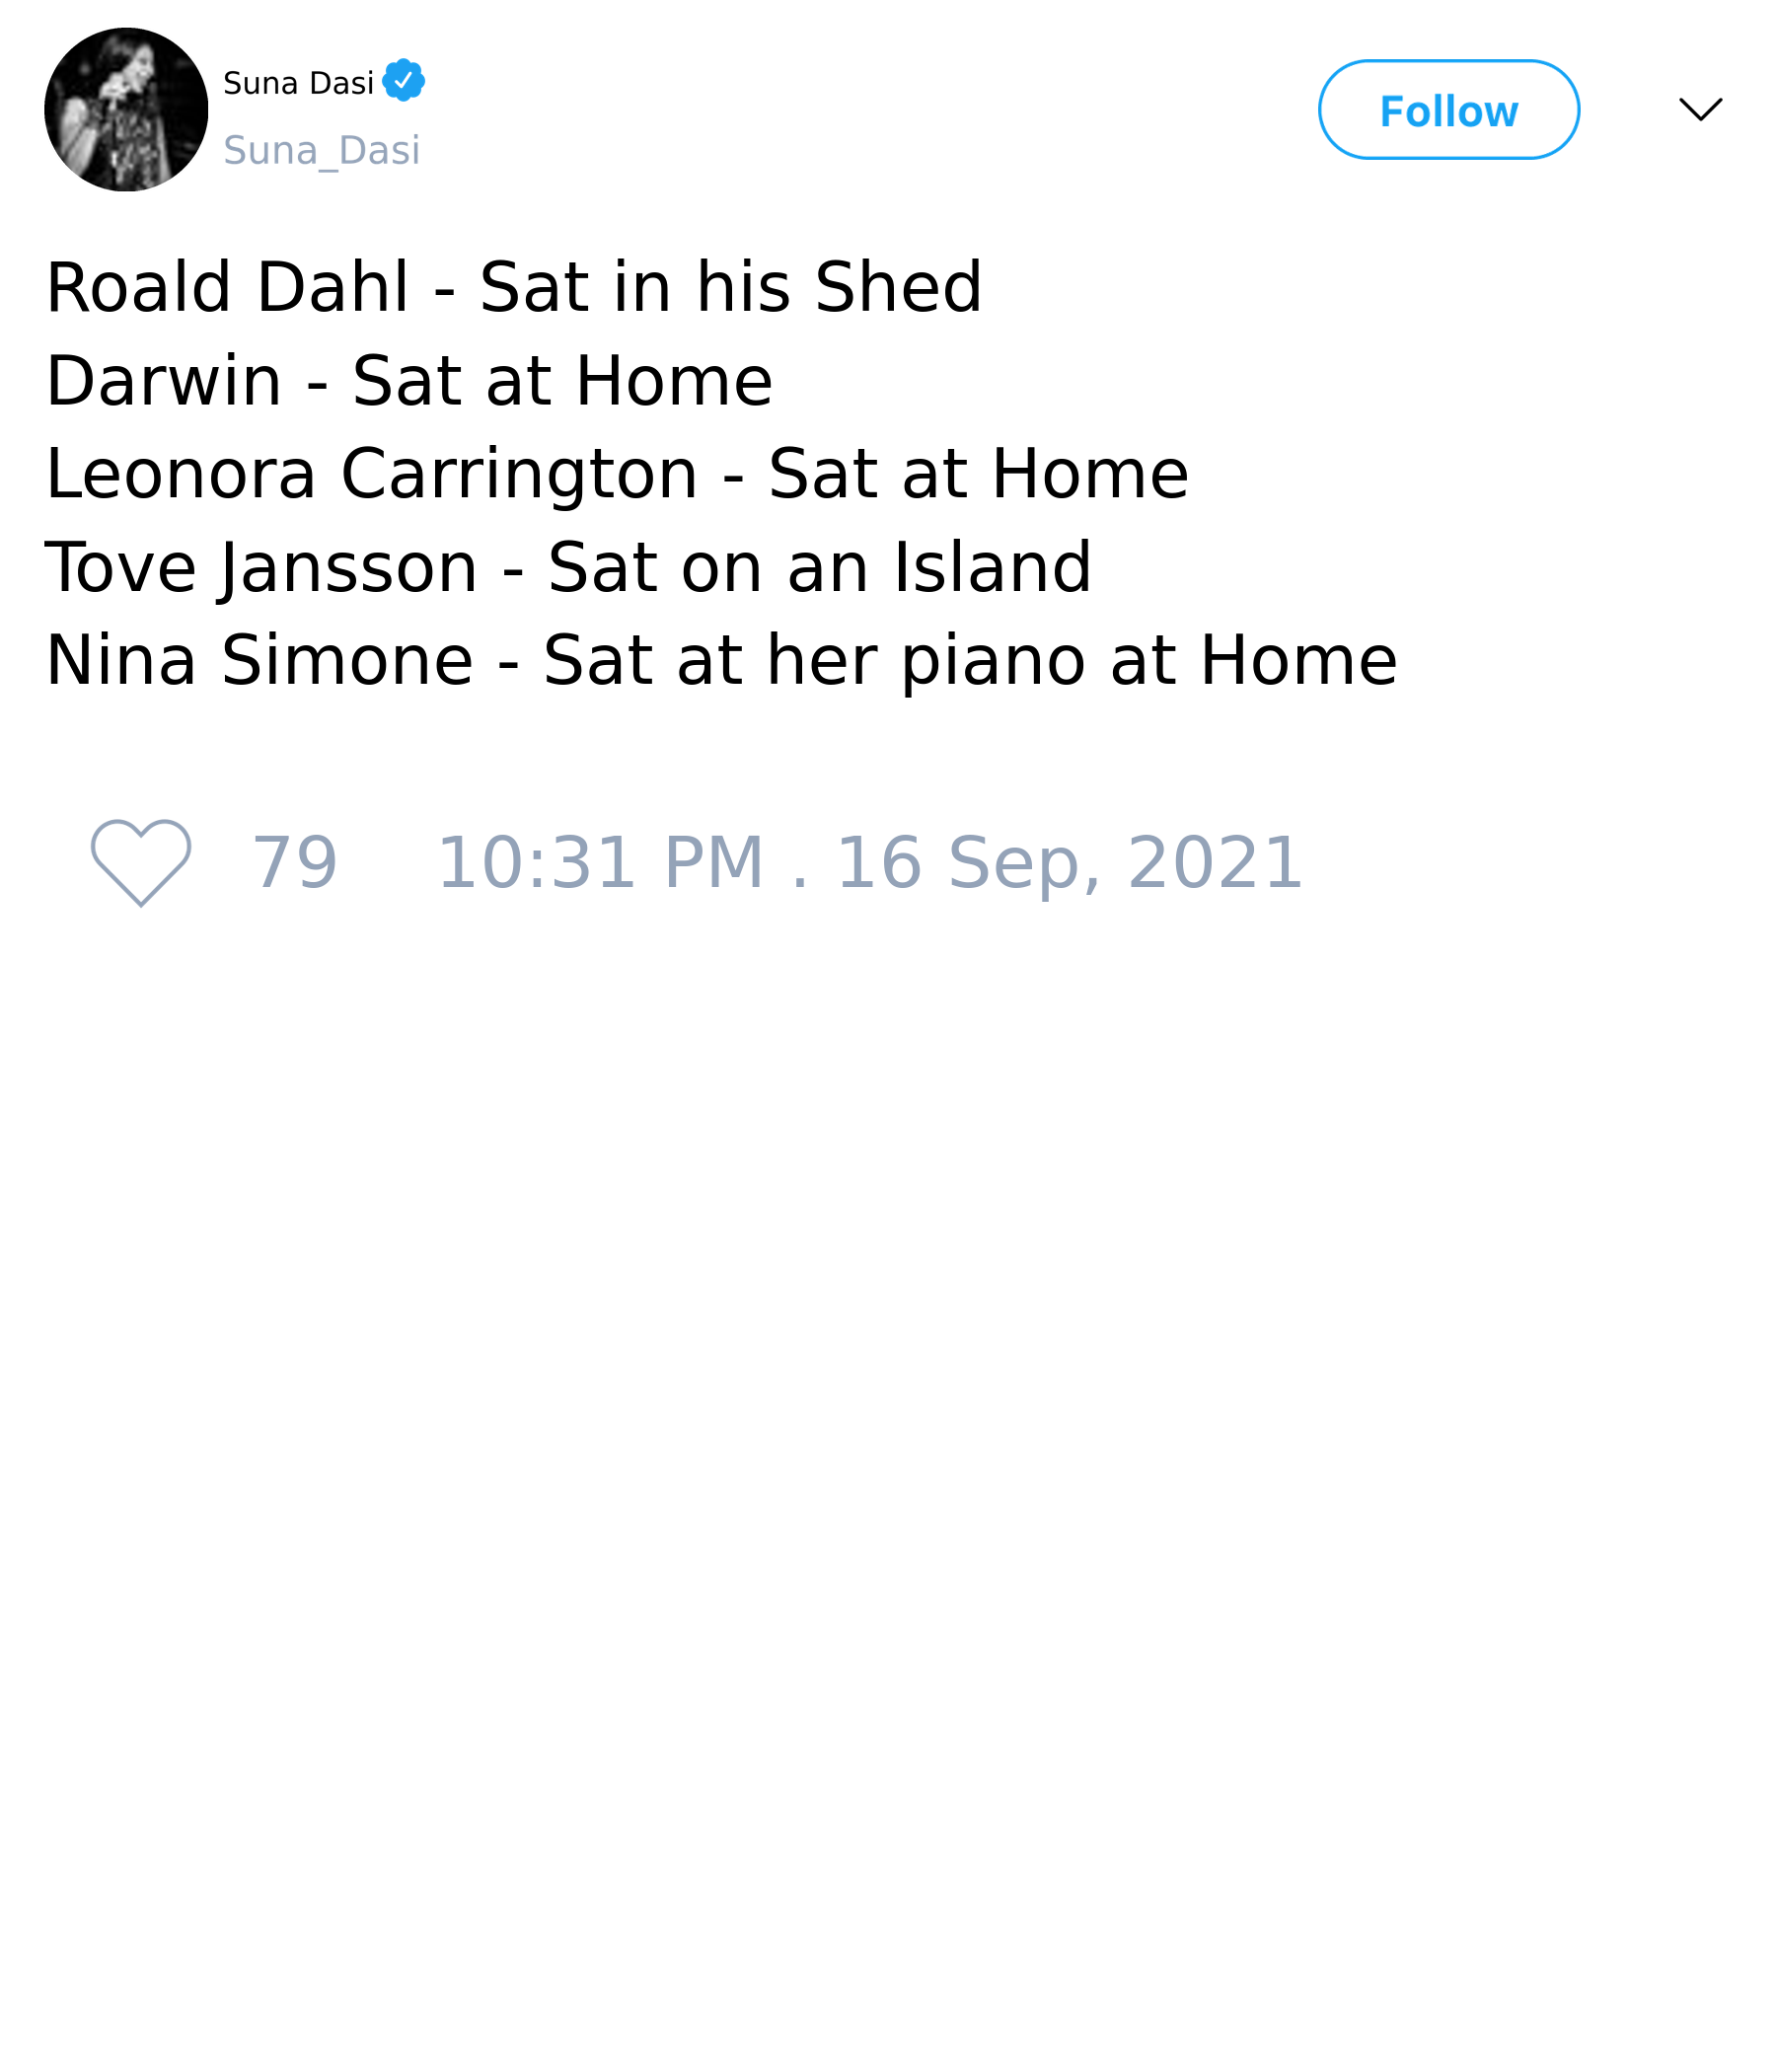 Suna Dasi
Suna_Dasi
Follow
Roald Dahl - Sat in his Shed
Darwin - Sat at Home
Leonora Carrington - Sat at Home
Tove Jansson - Sat on an Island
Nina Simone - Sat at her piano at Home
79 10:31 PM . 16 Sep, 2021